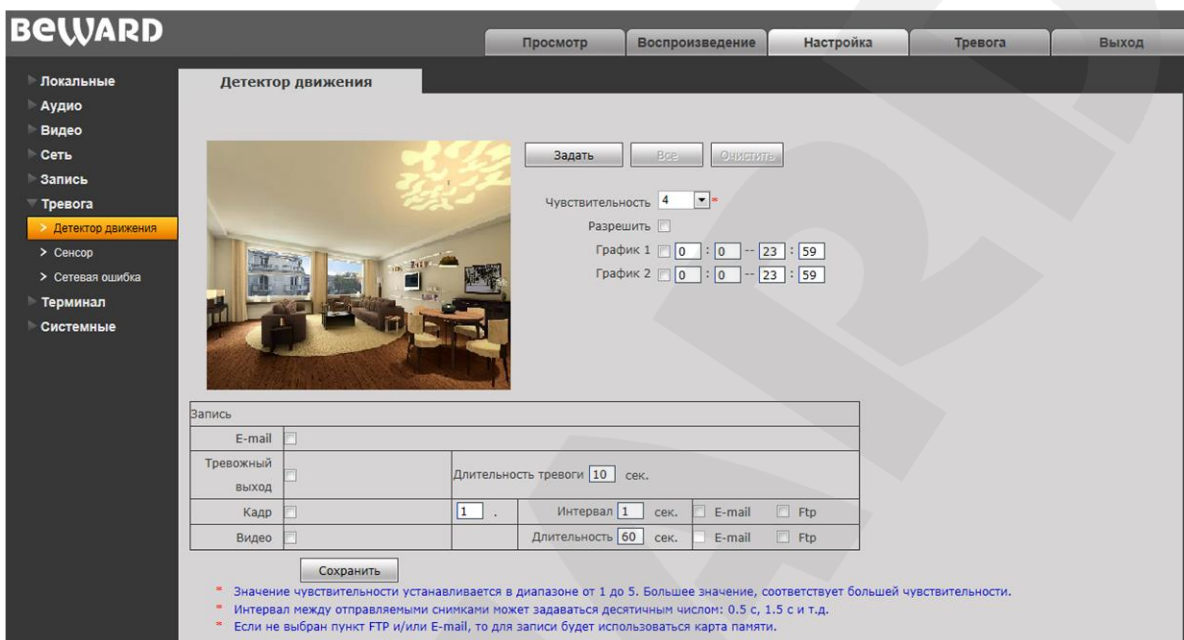 BEWARD
Просмотр Воспроизведение Настройка Тревога Выход
Локальные
Аудио
Видео
Сеть
Запись
Тревога
> Детектор движения
> Сенсор
> Сетевая ошибка
Терминал
Системные
Детектор движения
Задать Все Очистить
Чувствительность 4 *
Разрешить
График 1 0 : 0 -- 23 : 59
График 2 0 : 0 -- 23 : 59
Запись
E-mail
Тревожный выход Длительность тревоги 10 сек.
Кадр 1 . Интервал 1 сек. E-mail Ftp
Видео Длительность 60 сек. E-mail Ftp
Сохранить
* Значение чувствительности устанавливается в диапазоне от 1 до 5. Большее значение, соответствует большей чувствительности.
* Интервал между отправляемыми снимками может задаваться десятичным числом: 0.5 с, 1.5 с и т.д.
* Если не выбран пункт FTP и/или E-mail, то для записи будет использоваться карта памяти.